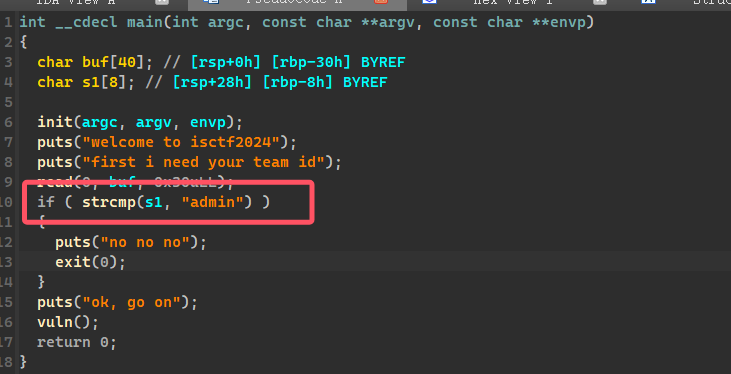 IDA View A Pseudocode A Hex View 1 Struc
1 int __cdecl main(int argc, const char **argv, const char **envp)
2 {
3 char buf[40]; // [rsp+0h] [rbp-30h] BYREF
4 char s1[8]; // [rsp+28h] [rbp-8h] BYREF
5
6 init(argc, argv, envp);
7 puts("welcome to isctf2024");
8 puts("first i need your team id");
9 read(0, buf, 0x30uLL);
10 if ( strcmp(s1, "admin") )
11 {
12 puts("no no no");
13 exit(0);
14 }
15 puts("ok, go on");
16 vuln();
17 return 0;
18 }